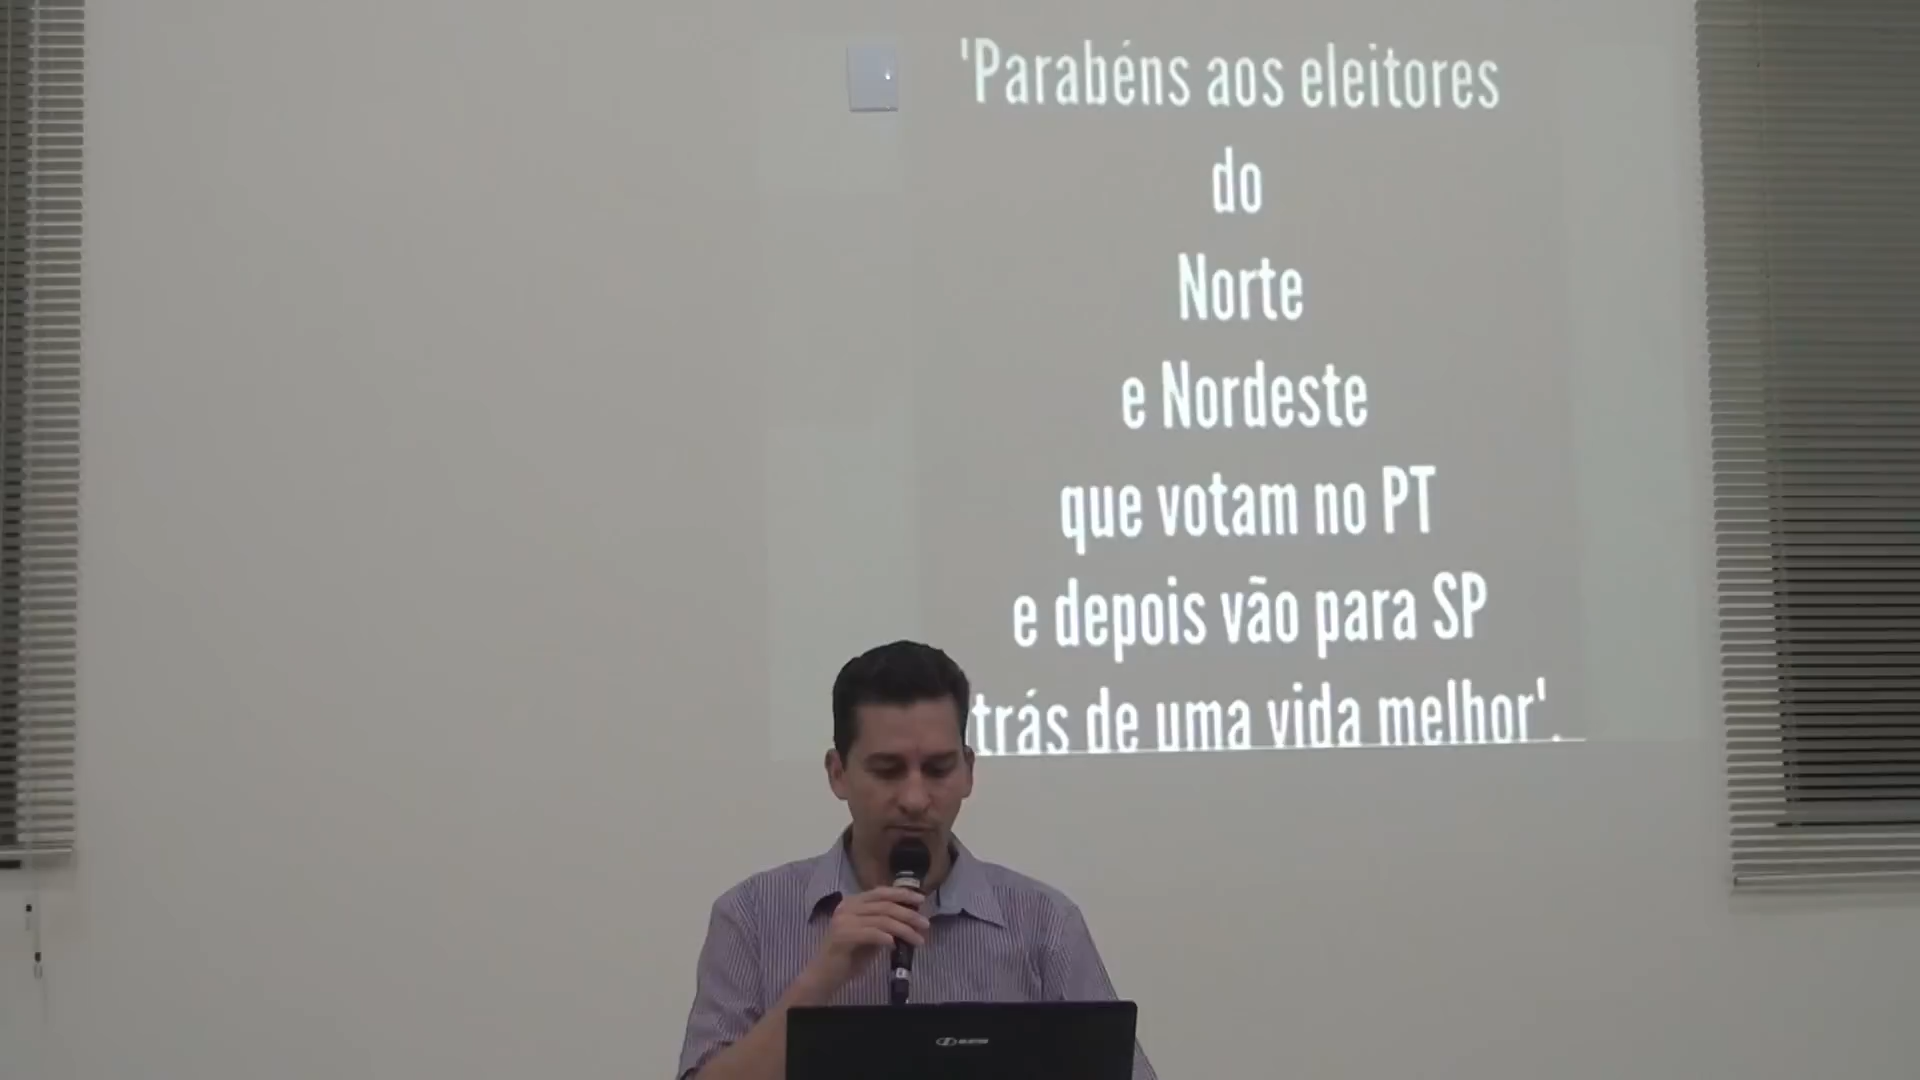 'Parabéns aos eleitores
do
Norte
e Nordeste
que votam no PT
e depois vão para SP
trás de uma vida melhor'.